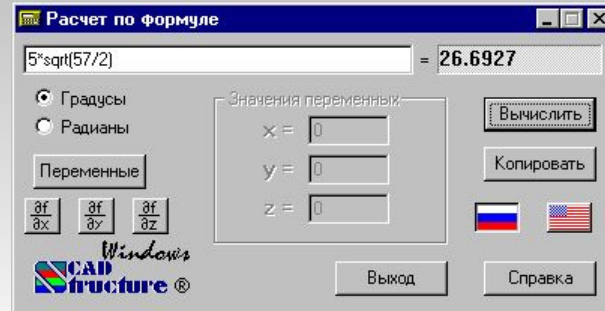 Расчет по формуле
5*sqrt(57/2) = 26.6927
Градусы
Радианы
Переменные
∂f/∂x ∂f/∂y ∂f/∂z
Значения переменных
x = 0
y = 0
z = 0
Вычислить
Копировать
Windows
SCAD
Structure ®
Выход
Справка